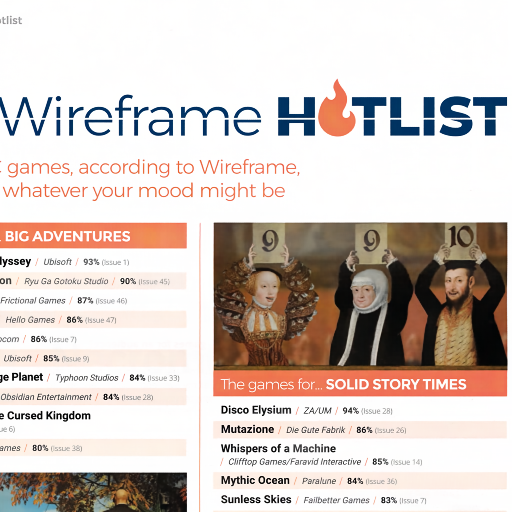 otlist
Wireframe HOTLIST
games, according to Wireframe,
whatever your mood might be
BIG ADVENTURES
dyssey / Ubisoft / 93% (Issue 1)
on / Ryu Ga Gotoku Studio / 90% (Issue 45)
Frictional Games / 87% (Issue 46)
Hello Games / 86% (Issue 47)
pcom / 86% (Issue 7)
Ubisoft / 85% (Issue 9)
ge Planet / Typhoon Studios / 84% (Issue 33)
Obsidian Entertainment / 84% (Issue 28)
e Cursed Kingdom
ue 6)
ames / 80% (Issue 38)
9 9 10
The games for... SOLID STORY TIMES
Disco Elysium / ZA/UM / 94% (Issue 28)
Mutazione / Die Gute Fabrik / 86% (Issue 26)
Whispers of a Machine
/ Clifftop Games/Faravid Interactive / 85% (Issue 14)
Mythic Ocean / Paralune / 84% (Issue 36)
Sunless Skies / Failbetter Games / 83% (Issue 7)